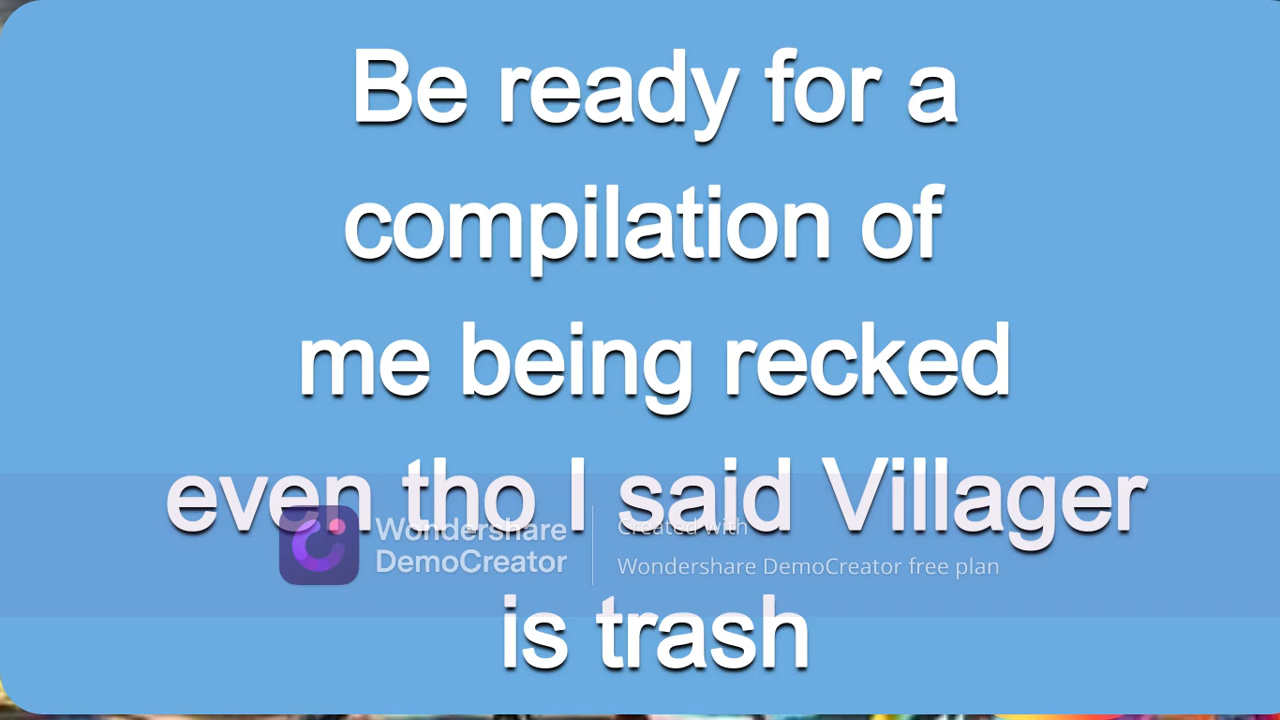 Be ready for a
compilation of
me being recked
even tho I said Villager
Wondershare
DemoCreator
Created with
Wondershare DemoCreator free plan
is trash